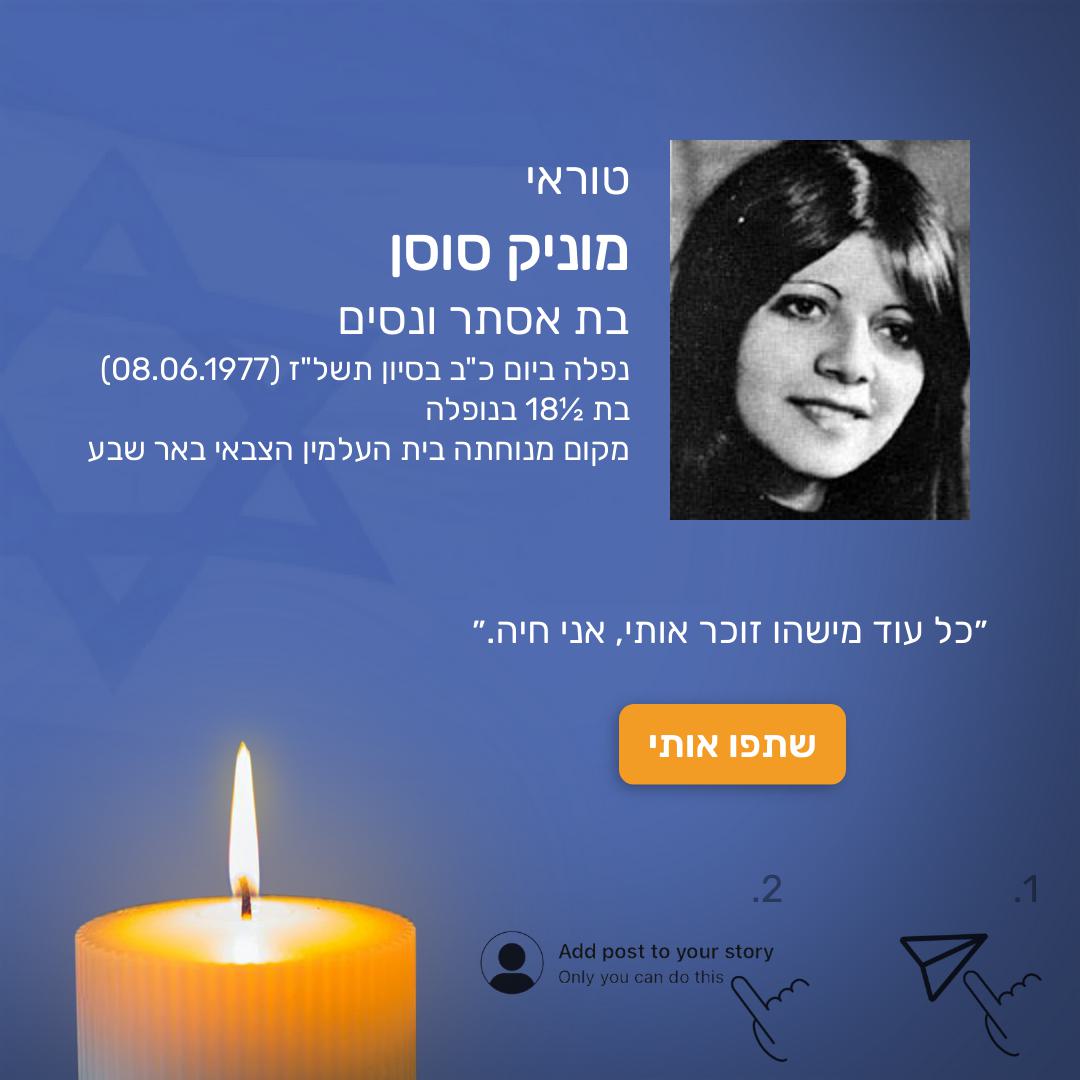 טוראי
מוניק סוסן
בת אסתר ונסים
נפלה ביום כ"ב בסיון תשל"ז (08.06.1977)
בת 18½ בנופלה
מקום מנוחתה בית העלמין הצבאי באר שבע
״כל עוד מישהו זוכר אותי, אני חיה.״
שתפו אותי
1.
2.
Add post to your story
Only you can do this